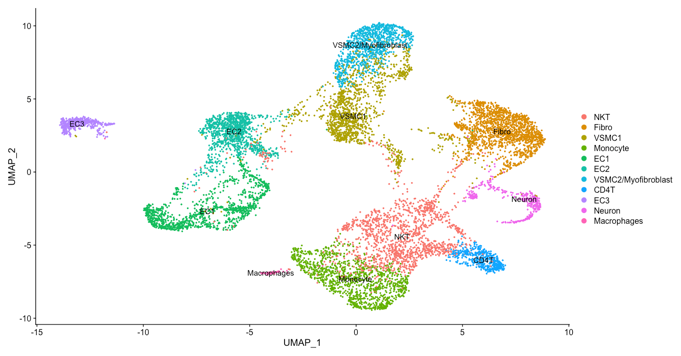 10
5
0
-5
-10
UMAP_2
-15
-10
-5
0
5
10
UMAP_1
VSMC2/Myofibroblast
VSMC1
EC3
EC2
Fibro
Neuron
EC1
NKT
CD4T
Macrophages
Monocyte
NKT
Fibro
VSMC1
Monocyte
EC1
EC2
VSMC2/Myofibroblast
CD4T
EC3
Neuron
Macrophages